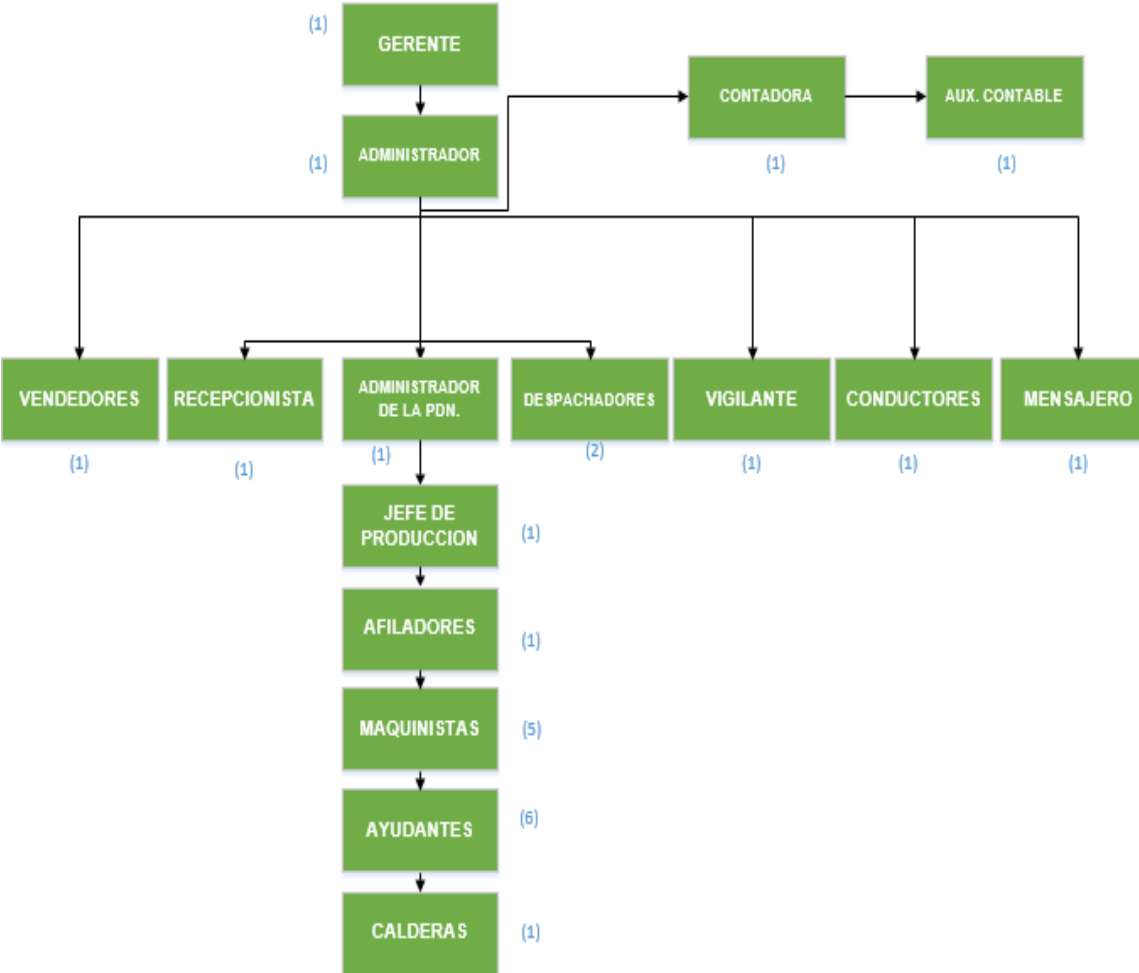 (1)
GERENTE
CONTADORA
AUX. CONTABLE
(1)
ADMINISTRADOR
(1)
(1)
VENDEDORES
RECEPCIONISTA
ADMINISTRADOR
DE LA PDN.
DESPACHADORES
VIGILANTE
CONDUCTORES
MENSAJERO
(1)
(1)
(1)
(2)
(1)
(1)
(1)
JEFE DE
PRODUCCION
(1)
AFILADORES
(1)
MAQUINISTAS
(5)
AYUDANTES
(6)
CALDERAS
(1)